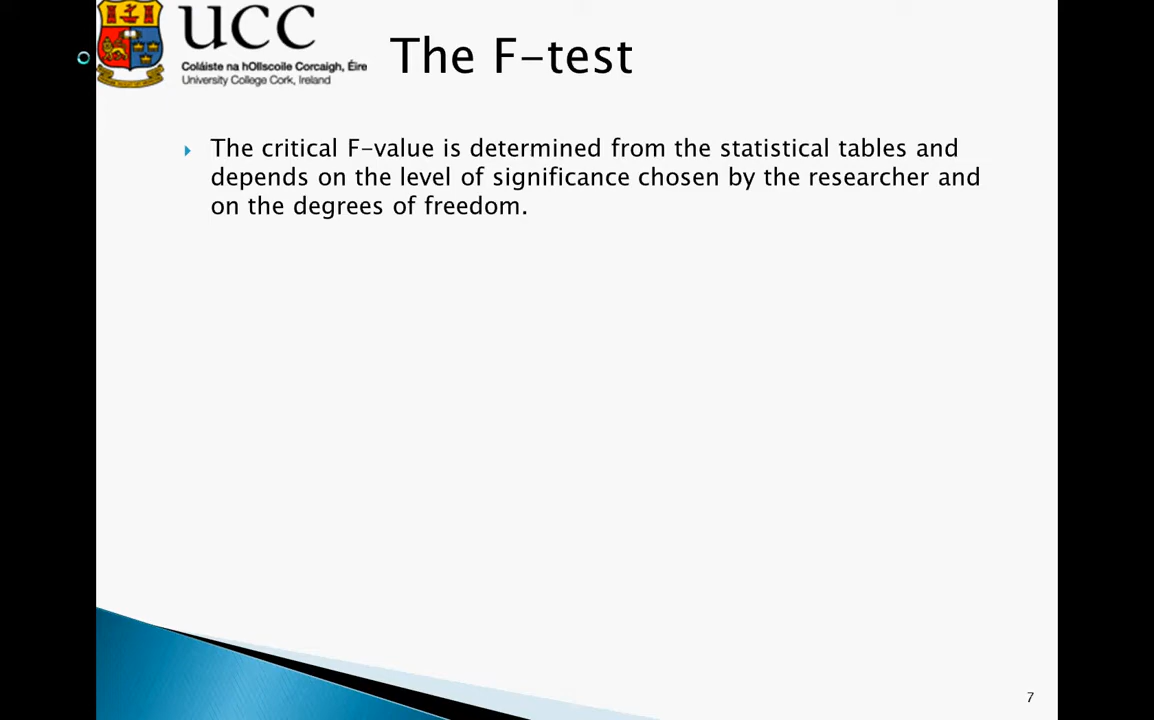 UCC
Coláiste na hOllscoile Corcaigh, Éire
University College Cork, Ireland
The F-test
The critical F-value is determined from the statistical tables and
depends on the level of significance chosen by the researcher and
on the degrees of freedom.
7